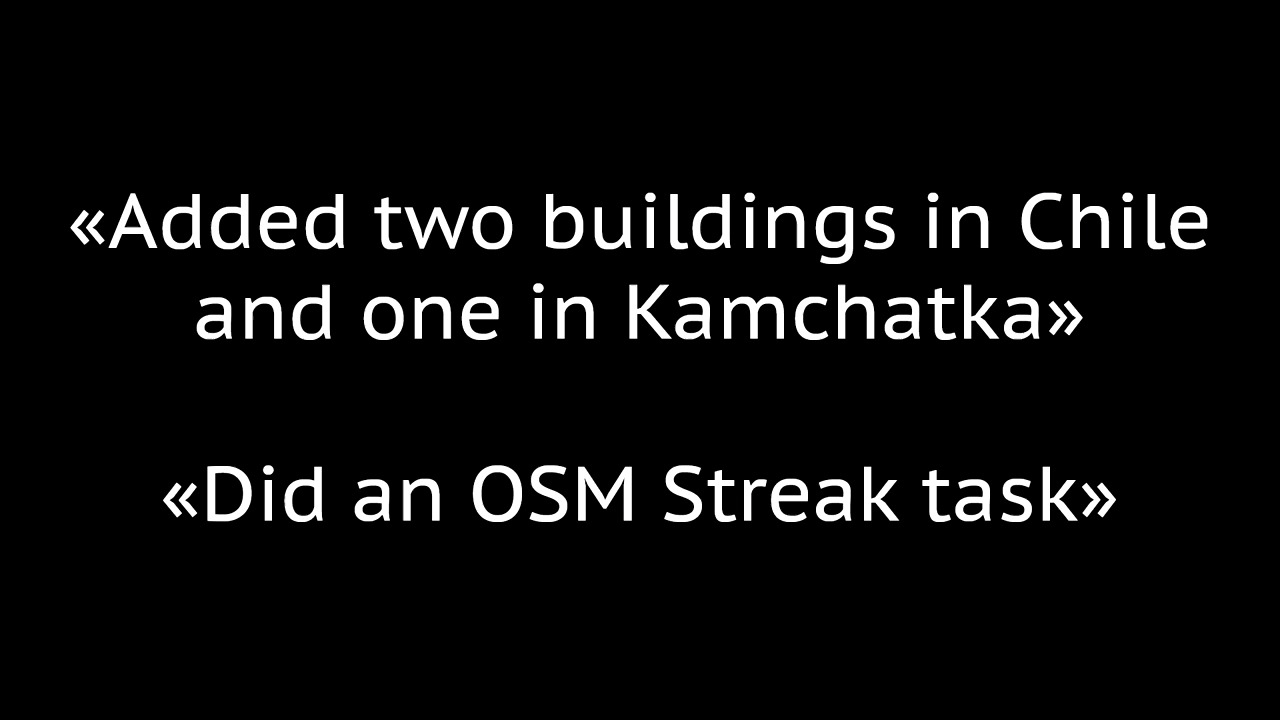 «Added two buildings in Chile
and one in Kamchatka»
«Did an OSM Streak task»